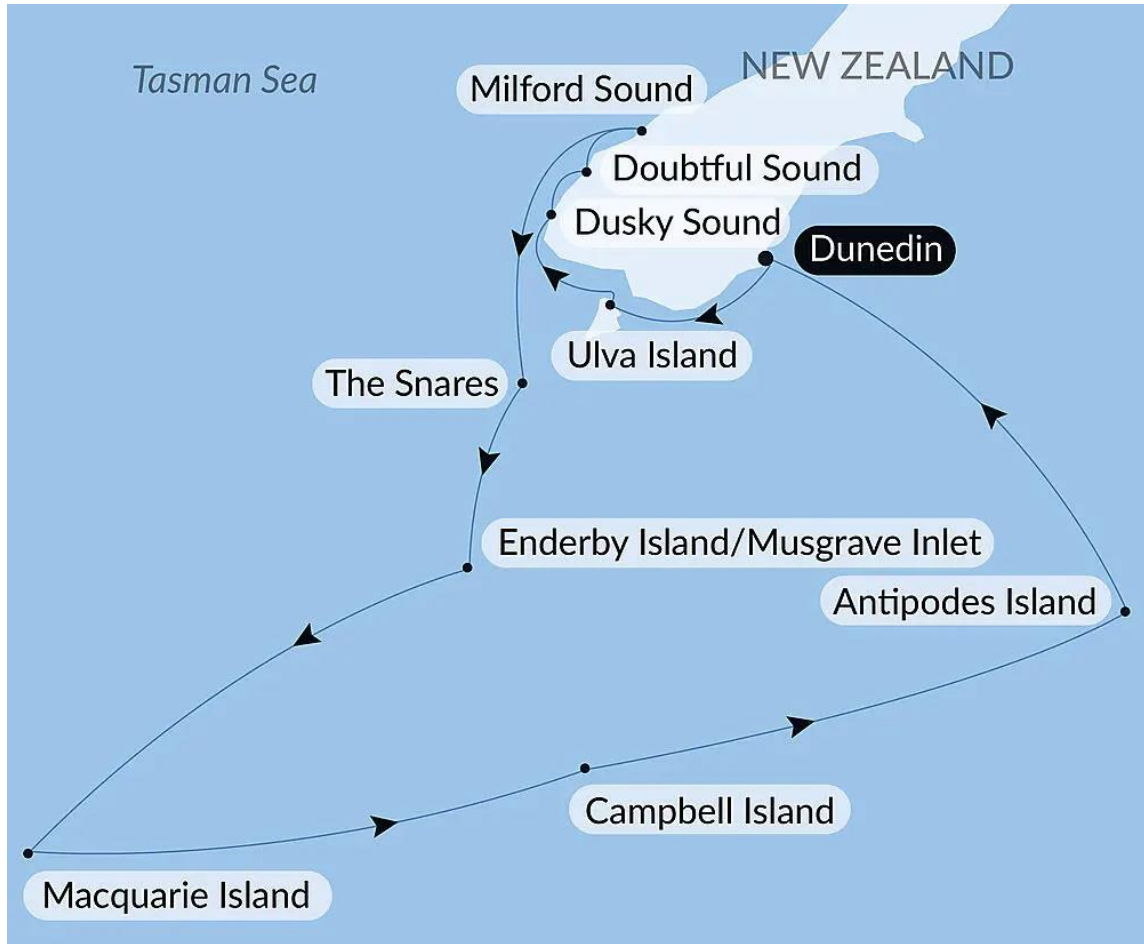 Tasman Sea
NEW ZEALAND
Milford Sound
Doubtful Sound
Dusky Sound
Dunedin
Ulva Island
The Snares
Enderby Island/Musgrave Inlet
Antipodes Island
Campbell Island
Macquarie Island